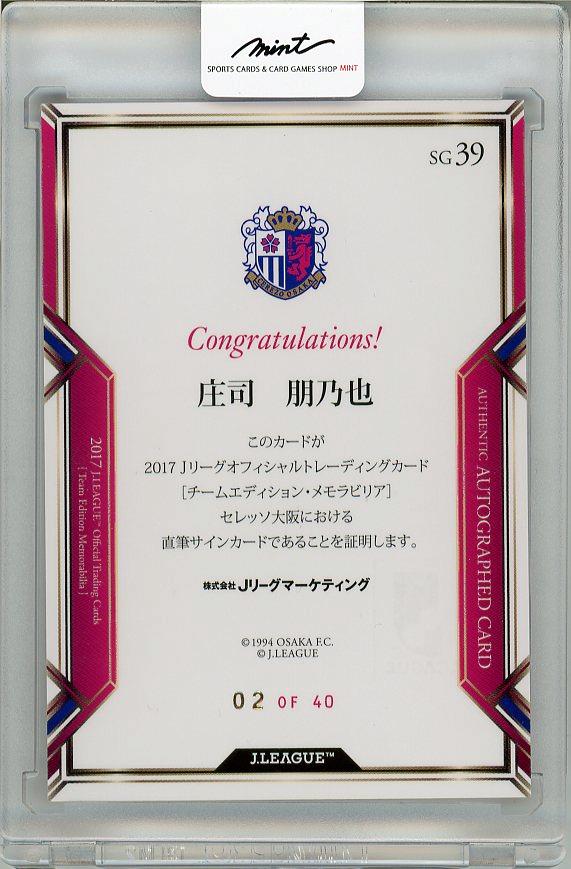 mint
SPORTS CARDS & CARD GAMES SHOP MINT
SG39
CEREZO OSAKA
Congratulations!
庄司 朋乃也
このカードが
2017 Jリーグオフィシャルトレーディングカード
[チームエディション・メモラビリア]
セレッソ大阪における
直筆サインカードであることを証明します。
株式会社 Jリーグマーケティング
©1994 OSAKA F.C.
© J.LEAGUE
02 OF 40
J.LEAGUE™
2017 J.LEAGUE™ Official Trading Cards
[Team Edition Memorabilia]
AUTHENTIC AUTOGRAPHED CARD